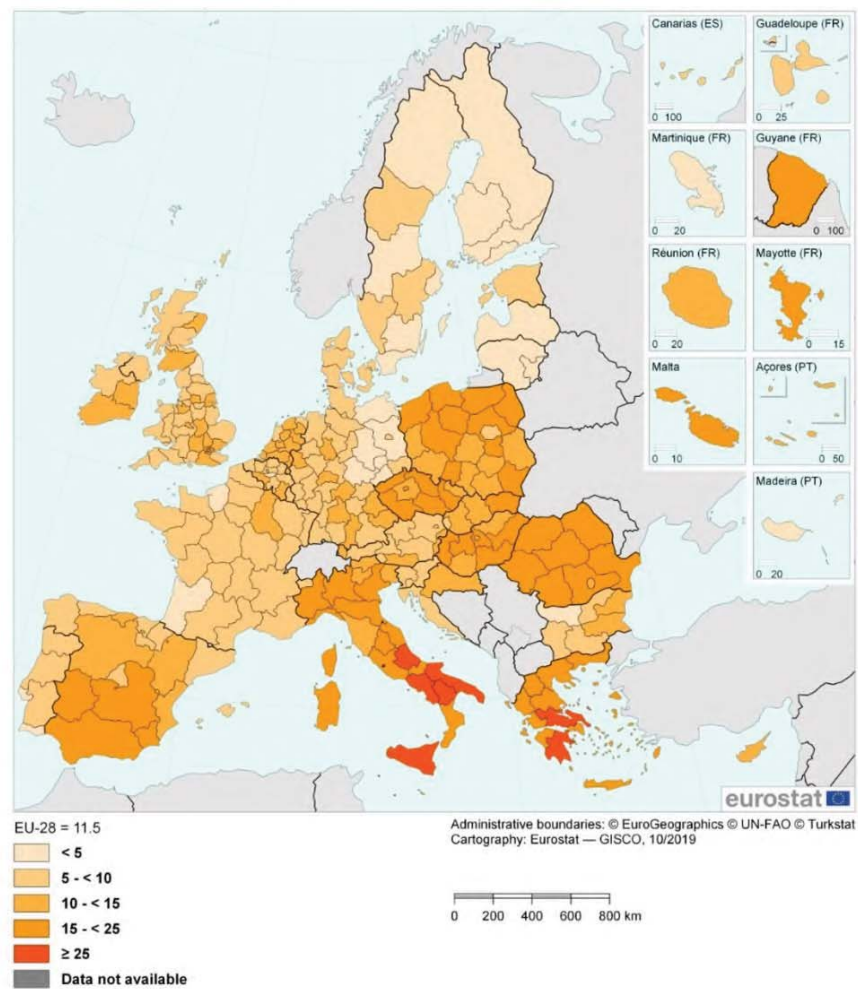 Canarias (ES)
0 100
Guadeloupe (FR)
0 25
Martinique (FR)
0 20
Guyane (FR)
0 100
Réunion (FR)
0 20
Mayotte (FR)
0 15
Malta
0 10
Açores (PT)
0 50
Madeira (PT)
0 20
eurostat
EU-28 = 11.5
< 5
5 - < 10
10 - < 15
15 - < 25
≥ 25
Data not available
Administrative boundaries: © EuroGeographics © UN-FAO © Turkstat
Cartography: Eurostat — GISCO, 10/2019
0 200 400 600 800 km